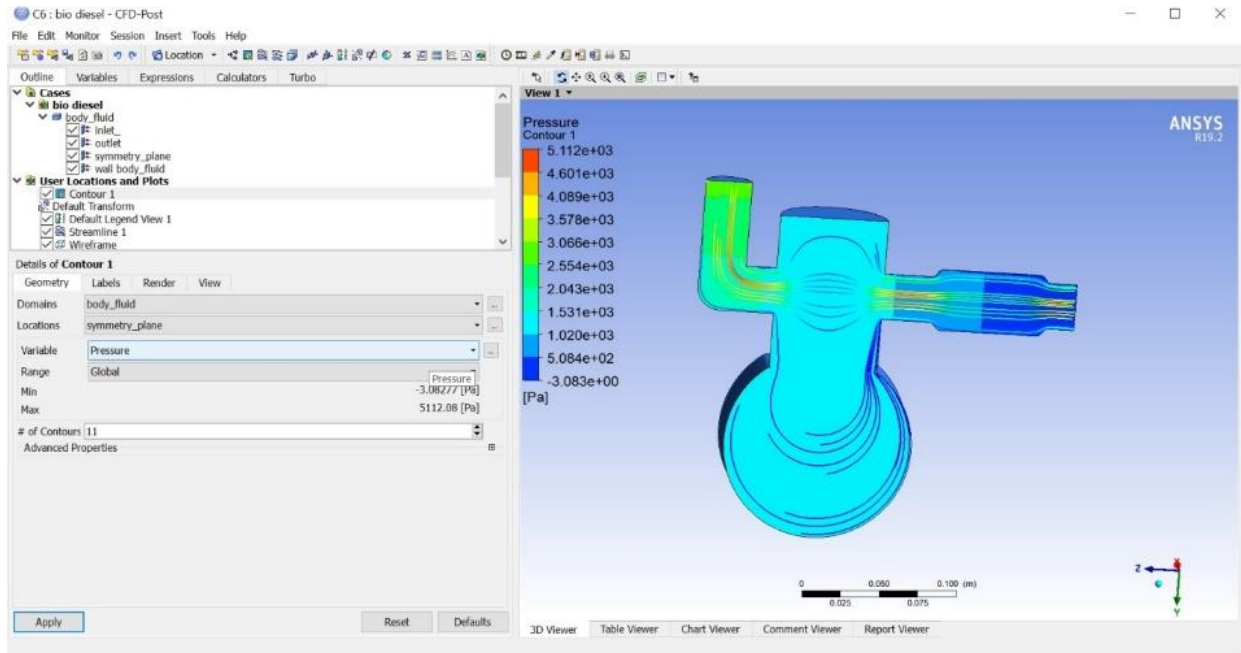 C6 : bio diesel - CFD-Post
File Edit Monitor Session Insert Tools Help
Location
Outline Variables Expressions Calculators Turbo
Cases
bio diesel
body_fluid
inlet_
outlet
symmetry_plane
wall body_fluid
User Locations and Plots
Contour 1
Default Transform
Default Legend View 1
Streamline 1
Wireframe
Details of Contour 1
Geometry Labels Render View
Domains body_fluid ...
Locations symmetry_plane ...
Variable Pressure ...
Range Global
Pressure
Min -3.08277 [Pa]
Max 5112.08 [Pa]
# of Contours 11
Advanced Properties
Apply Reset Defaults
View 1
Pressure
Contour 1
5.112e+03
4.601e+03
4.089e+03
3.578e+03
3.066e+03
2.554e+03
2.043e+03
1.531e+03
1.020e+03
5.084e+02
-3.083e+00
[Pa]
ANSYS
R19.2
Z
X
Y
0 0.050 0.100 (m)
0.025 0.075
3D Viewer Table Viewer Chart Viewer Comment Viewer Report Viewer